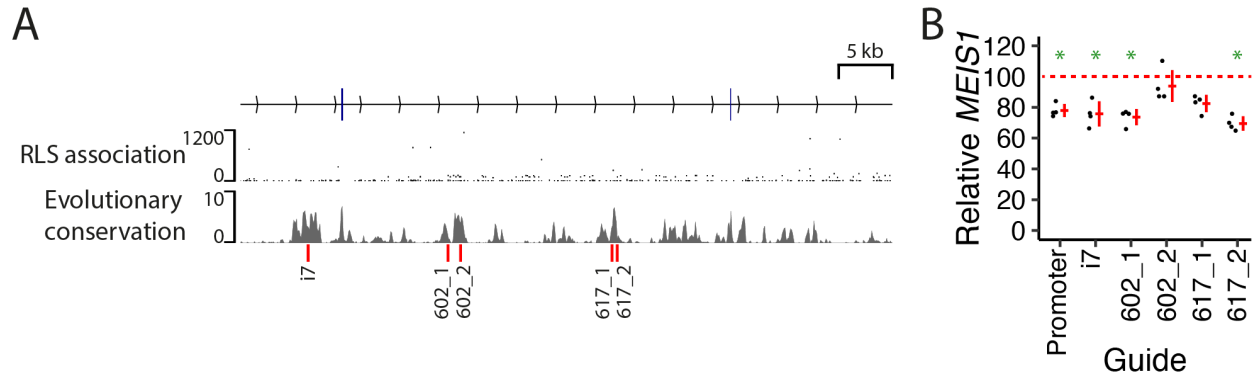 A
5 kb
RLS association
1200
0
Evolutionary
conservation
10
0
i7
602_1
602_2
617_1
617_2
B
Relative MEIS1
120
100
80
60
40
20
0
* * * *
Promoter
i7
602_1
602_2
617_1
617_2
Guide